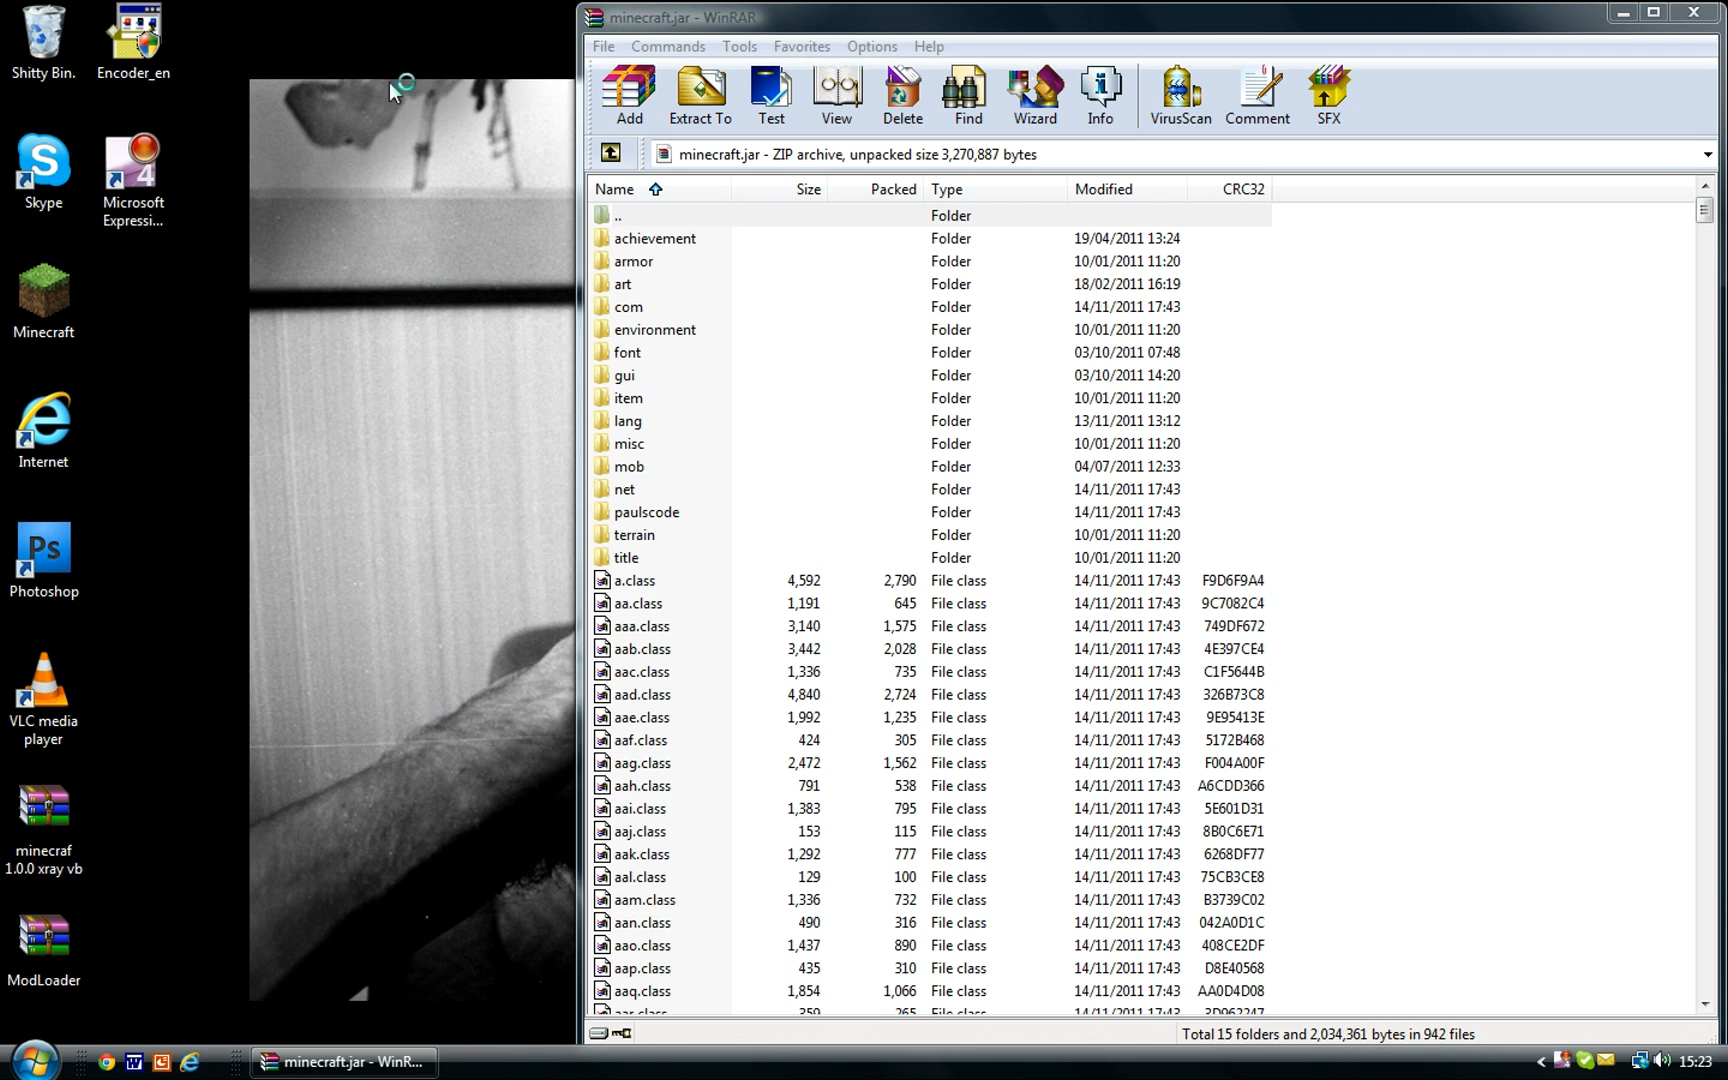 Shitty Bin.
Encoder_en
Skype
Microsoft
Expressi...
Minecraft
Internet
Photoshop
VLC media
player
minecraf
1.0.0 xray vb
ModLoader
minecraft.jar - WinRAR
File Commands Tools Favorites Options Help
Add Extract To Test View Delete Find Wizard Info VirusScan Comment SFX
minecraft.jar - ZIP archive, unpacked size 3,270,887 bytes
Name Size Packed Type Modified CRC32
.. Folder
achievement Folder 19/04/2011 13:24
armor Folder 10/01/2011 11:20
art Folder 18/02/2011 16:19
com Folder 14/11/2011 17:43
environment Folder 10/01/2011 11:20
font Folder 03/10/2011 07:48
gui Folder 03/10/2011 14:20
item Folder 10/01/2011 11:20
lang Folder 13/11/2011 13:12
misc Folder 10/01/2011 11:20
mob Folder 04/07/2011 12:33
net Folder 14/11/2011 17:43
paulscode Folder 14/11/2011 17:43
terrain Folder 10/01/2011 11:20
title Folder 10/01/2011 11:20
a.class 4,592 2,790 File class 14/11/2011 17:43 F9D6F9A4
aa.class 1,191 645 File class 14/11/2011 17:43 9C7082C4
aaa.class 3,140 1,575 File class 14/11/2011 17:43 749DF672
aab.class 3,442 2,028 File class 14/11/2011 17:43 4E397CE4
aac.class 1,336 735 File class 14/11/2011 17:43 C1F5644B
aad.class 4,840 2,724 File class 14/11/2011 17:43 326B73C8
aae.class 1,992 1,235 File class 14/11/2011 17:43 9E95413E
aaf.class 424 305 File class 14/11/2011 17:43 5172B468
aag.class 2,472 1,562 File class 14/11/2011 17:43 F004A00F
aah.class 791 538 File class 14/11/2011 17:43 A6CDD366
aai.class 1,383 795 File class 14/11/2011 17:43 5E601D31
aaj.class 153 115 File class 14/11/2011 17:43 8B0C6E71
aak.class 1,292 777 File class 14/11/2011 17:43 6268DF77
aal.class 129 100 File class 14/11/2011 17:43 75CB3CE8
aam.class 1,336 732 File class 14/11/2011 17:43 B3739C02
aan.class 490 316 File class 14/11/2011 17:43 042A0D1C
aao.class 1,437 890 File class 14/11/2011 17:43 408CE2DF
aap.class 435 310 File class 14/11/2011 17:43 D8E40568
aaq.class 1,854 1,066 File class 14/11/2011 17:43 AA0D4D08
Total 15 folders and 2,034,361 bytes in 942 files
minecraft.jar - WinR...
15:23